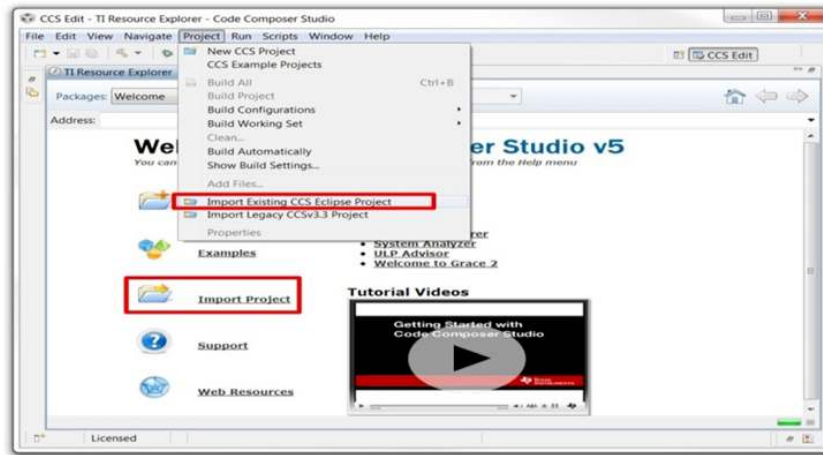 CCS Edit - TI Resource Explorer - Code Composer Studio
File Edit View Navigate Project Run Scripts Window Help
New CCS Project
CCS Example Projects
CCS Edit
TI Resource Explorer
Build All Ctrl+B
Packages: Welcome
Build Project
Build Configurations
Address:
Build Working Set
Clean...
Wel er Studio v5
Build Automatically
You can from the Help menu
Show Build Settings...
Add Files...
Import Existing CCS Eclipse Project
Import Legacy CCSv3.3 Project
Properties
rer
System Analyzer
Examples
ULP Advisor
Welcome to Grace 2
Import Project
Tutorial Videos
Getting Started with
Code Composer Studio
Support
Web Resources
Licensed